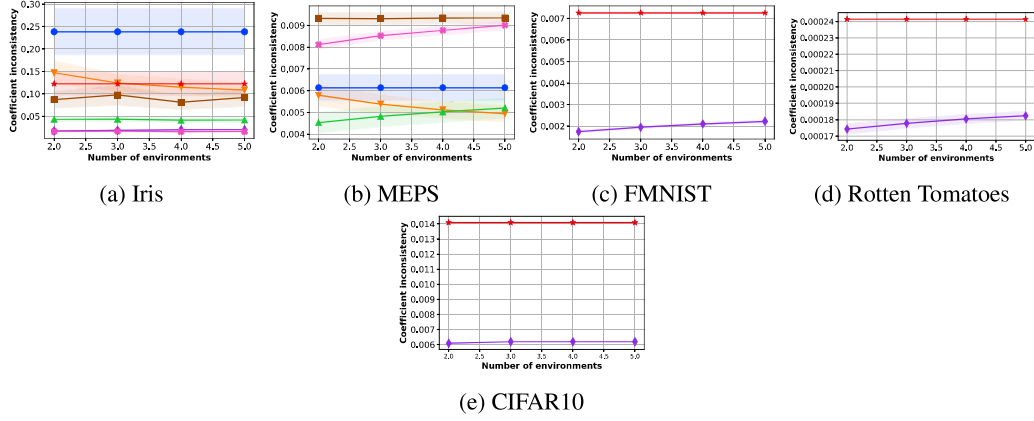 0.30
0.25
0.20
0.15
0.10
0.05
Coefficient inconsistency
2.0 2.5 3.0 3.5 4.0 4.5 5.0
Number of environments
(a) Iris
0.009
0.008
0.007
0.006
0.005
0.004
Coefficient inconsistency
2.0 2.5 3.0 3.5 4.0 4.5 5.0
Number of environments
(b) MEPS
0.007
0.006
0.005
0.004
0.003
0.002
Coefficient inconsistency
2.0 2.5 3.0 3.5 4.0 4.5 5.0
Number of environments
(c) FMNIST
0.00024
0.00023
0.00022
0.00021
0.00020
0.00019
0.00018
0.00017
Coefficient inconsistency
2.0 2.5 3.0 3.5 4.0 4.5 5.0
Number of environments
(d) Rotten Tomatoes
0.014
0.013
0.012
0.011
0.010
0.009
0.008
0.007
0.006
Coefficient inconsistency
2.0 2.5 3.0 3.5 4.0 4.5 5.0
Number of environments
(e) CIFAR10